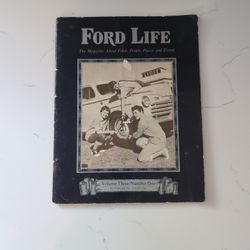 FORD LIFE
The Magazine About Ford, People, Places and Events
Volume Three/Number One